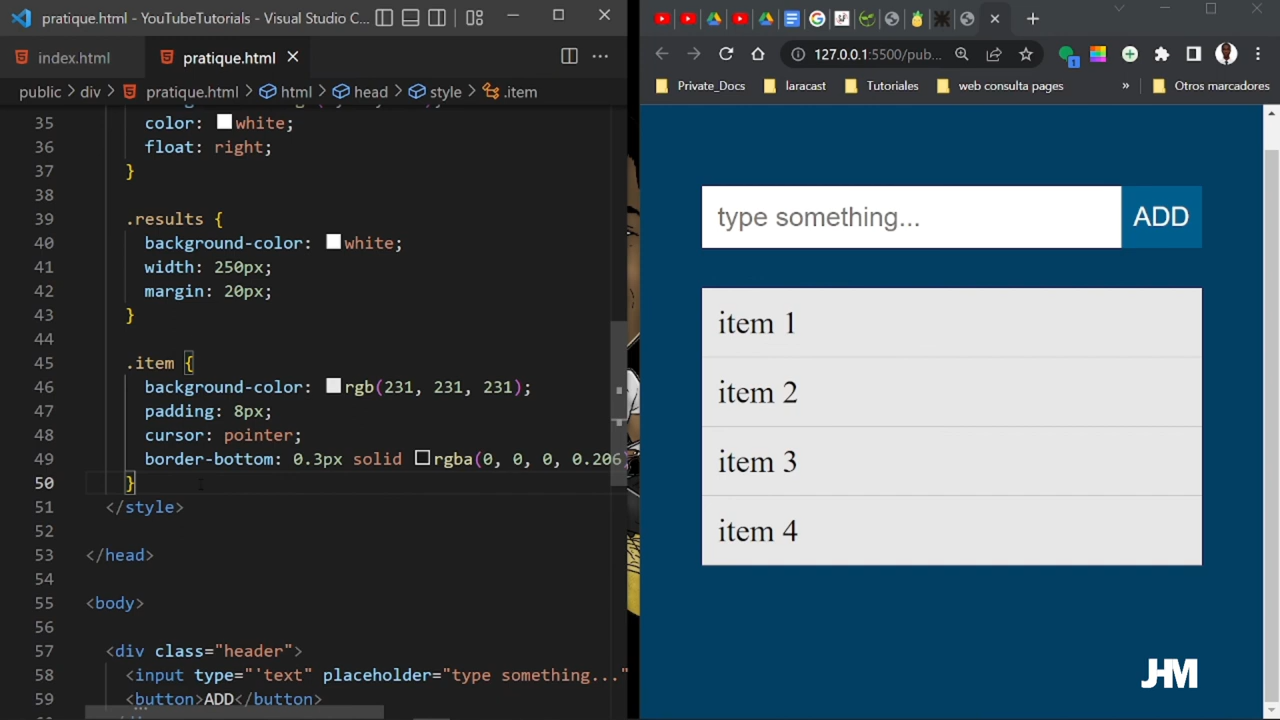 pratique.html - YouTubeTutorials - Visual Studio C...
index.html
pratique.html
public > div > pratique.html > html > head > style > .item
35 color: white;
36 float: right;
37 }
38
39 .results {
40 background-color: white;
41 width: 250px;
42 margin: 20px;
43 }
44
45 .item {
46 background-color: rgb(231, 231, 231);
47 padding: 8px;
48 cursor: pointer;
49 border-bottom: 0.3px solid rgba(0, 0, 0, 0.206
50 }
51 </style>
52
53 </head>
54
55 <body>
56
57 <div class="header">
58 <input type="'text" placeholder="type something..."
59 <button>ADD</button>
127.0.0.1:5500/pub...
1
Private_Docs laracast Tutoriales web consulta pages » Otros marcadores
type something... ADD
item 1
item 2
item 3
item 4
JHM